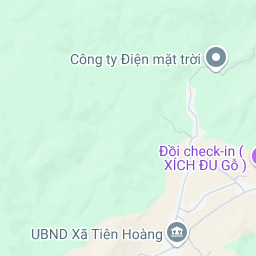 Công ty Điện mặt trời
Đồi check-in (
XÍCH ĐU Gỗ )
UBND Xã Tiên Hoàng